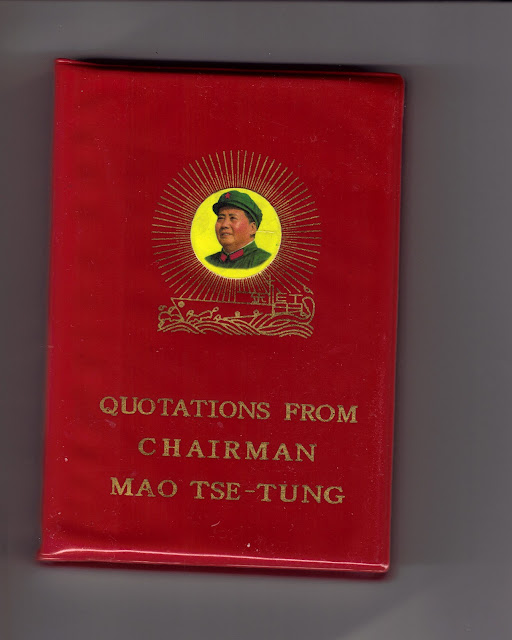 QUOTATIONS FROM
CHAIRMAN
MAO TSE-TUNG